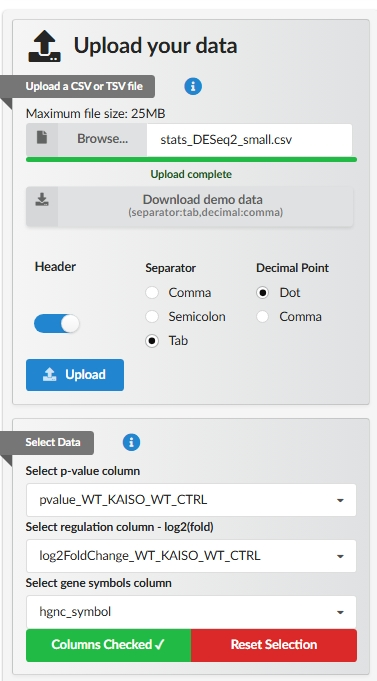 Upload your data
Upload a CSV or TSV file
Maximum file size: 25MB
Browse... stats_DESeq2_small.csv
Upload complete
Download demo data
(separator:tab,decimal:comma)
Header Separator Decimal Point
Comma Dot
Semicolon Comma
Tab
Upload
Select Data
Select p-value column
pvalue_WT_KAISO_WT_CTRL
Select regulation column - log2(fold)
log2FoldChange_WT_KAISO_WT_CTRL
Select gene symbols column
hgnc_symbol
Columns Checked ✓ Reset Selection